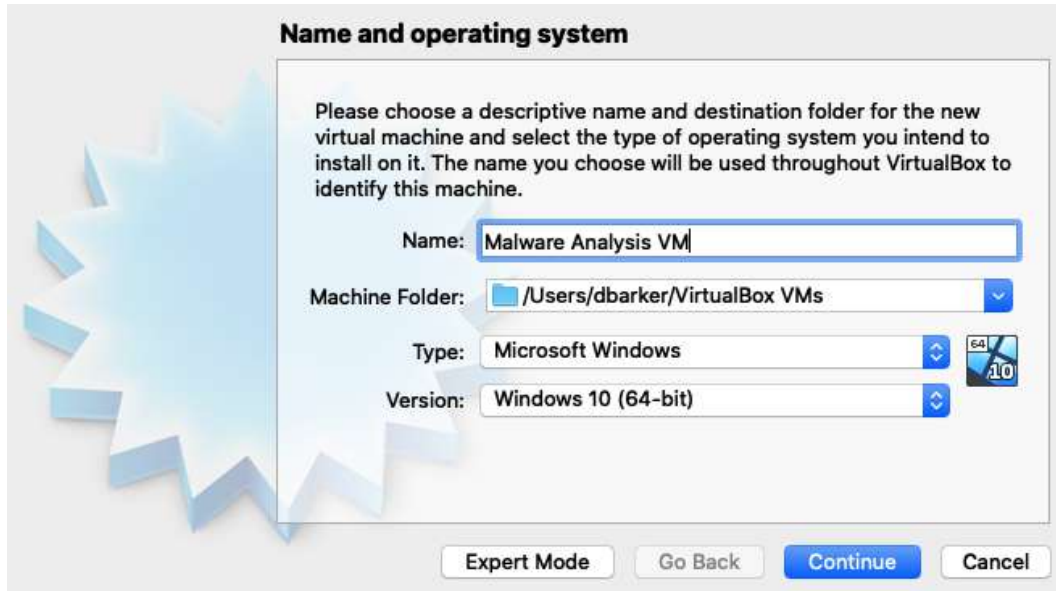 Name and operating system
Please choose a descriptive name and destination folder for the new
virtual machine and select the type of operating system you intend to
install on it. The name you choose will be used throughout VirtualBox to
identify this machine.
Name: Malware Analysis VM
Machine Folder: /Users/dbarker/VirtualBox VMs
Type: Microsoft Windows
64
10
Version: Windows 10 (64-bit)
Expert Mode Go Back Continue Cancel